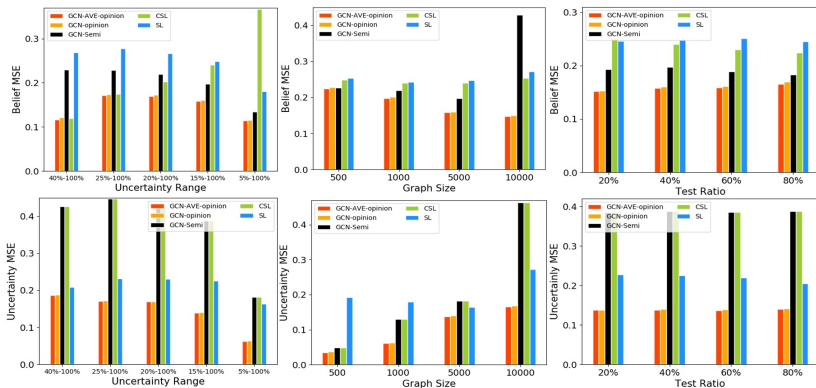 GCN-AVE-opinion CSL
GCN-opinion SL
GCN-Semi
Belief MSE
0.3
0.2
0.1
0.0
40%-100% 25%-100% 20%-100% 15%-100% 5%-100%
Uncertainty Range
GCN-AVE-opinion CSL
GCN-opinion SL
GCN-Semi
Belief MSE
0.4
0.3
0.2
0.1
0.0
500 1000 5000 10000
Graph Size
GCN-AVE-opinion CSL
GCN-opinion SL
GCN-Semi
Belief MSE
0.3
0.2
0.1
0.0
20% 40% 60% 80%
Test Ratio
GCN-AVE-opinion CSL
GCN-opinion SL
GCN-Semi
Uncertainty MSE
0.4
0.3
0.2
0.1
0.0
40%-100% 25%-100% 20%-100% 15%-100% 5%-100%
Uncertainty Range
GCN-AVE-opinion CSL
GCN-opinion SL
GCN-Semi
Uncertainty MSE
0.4
0.3
0.2
0.1
0.0
500 1000 5000 10000
Graph Size
GCN-AVE-opinion CSL
GCN-opinion SL
GCN-Semi
Uncertainty MSE
0.4
0.3
0.2
0.1
0.0
20% 40% 60% 80%
Test Ratio